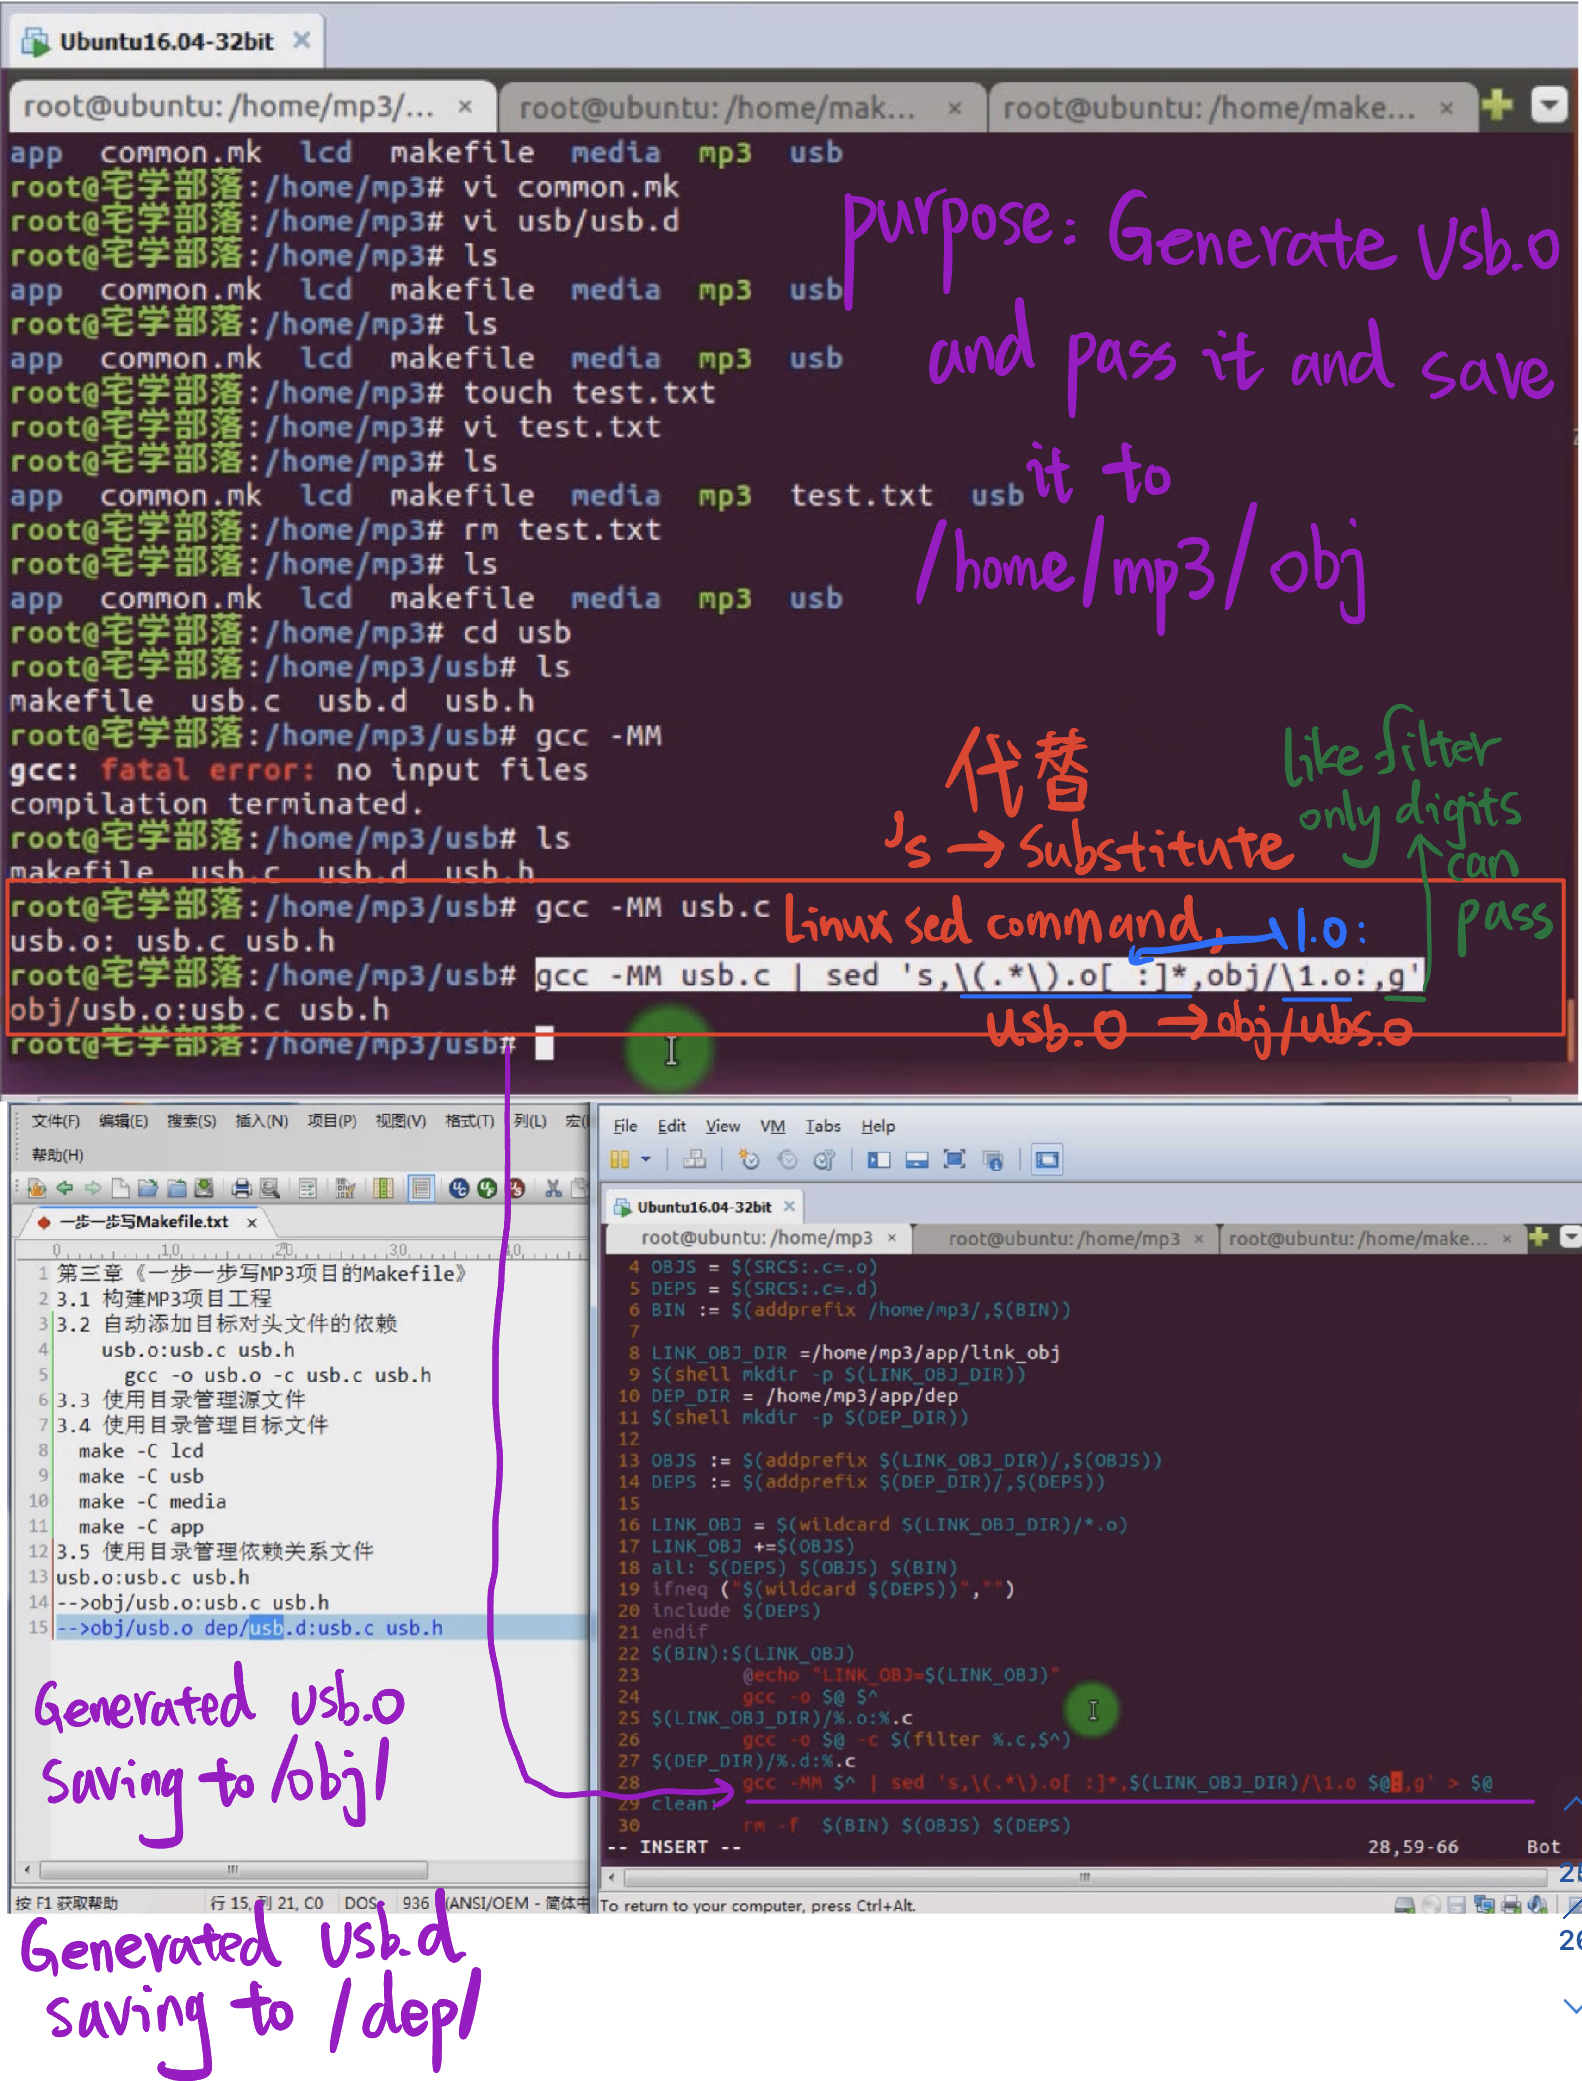 Ubuntu16.04-32bit
root@ubuntu: /home/mp3/...
root@ubuntu: /home/mak...
root@ubuntu: /home/make...
app common.mk lcd makefile media mp3 usb
root@宅学部落:/home/mp3# vi common.mk
root@宅学部落:/home/mp3# vi usb/usb.d
root@宅学部落:/home/mp3# ls
app common.mk lcd makefile media mp3 usb
root@宅学部落:/home/mp3# ls
app common.mk lcd makefile media mp3 usb
root@宅学部落:/home/mp3# touch test.txt
root@宅学部落:/home/mp3# vi test.txt
root@宅学部落:/home/mp3# ls
app common.mk lcd makefile media mp3 test.txt usb
root@宅学部落:/home/mp3# rm test.txt
root@宅学部落:/home/mp3# ls
app common.mk lcd makefile media mp3 usb
root@宅学部落:/home/mp3# cd usb
root@宅学部落:/home/mp3/usb# ls
makefile usb.c usb.d usb.h
root@宅学部落:/home/mp3/usb# gcc -MM
gcc: fatal error: no input files
compilation terminated.
root@宅学部落:/home/mp3/usb# ls
makefile usb.c usb.d usb.h
root@宅学部落:/home/mp3/usb# gcc -MM usb.c
usb.o: usb.c usb.h
root@宅学部落:/home/mp3/usb# gcc -MM usb.c | sed 's,\(.*\).o[ :]*,obj/\1.o:,g'
obj/usb.o:usb.c usb.h
root@宅学部落:/home/mp3/usb#
purpose: Generate Usb.o
and pass it and save
it to
/home/mp3/obj
代替
's → Substitute
like filter
only digits
can
pass
Linux sed command,
\1.o:
usb.o → obj/ubs.o
文件(F) 编辑(E) 搜索(S) 插入(N) 项目(P) 视图(V) 格式(T) 列(L)
帮助(H)
一步一步写Makefile.txt
0 10 20 30
1 第三章《一步一步写MP3项目的Makefile》
2 3.1 构建MP3项目工程
3 3.2 自动添加目标对头文件的依赖
4 usb.o:usb.c usb.h
5 gcc -o usb.o -c usb.c usb.h
6 3.3 使用目录管理源文件
7 3.4 使用目录管理目标文件
8 make -C lcd
9 make -C usb
10 make -C media
11 make -C app
12 3.5 使用目录管理依赖关系文件
13 usb.o:usb.c usb.h
14 -->obj/usb.o:usb.c usb.h
15 -->obj/usb.o dep/usb.d:usb.c usb.h
Generated usb.o
saving to /obj/
按 F1 获取帮助
行 15, 列 21, C0 DOS 936 (ANSI/OEM - 简体中
File Edit View VM Tabs Help
Ubuntu16.04-32bit
root@ubuntu: /home/mp3
root@ubuntu: /home/mp3
root@ubuntu: /home/make...
4 OBJS = $(SRCS:.c=.o)
5 DEPS = $(SRCS:.c=.d)
6 BIN := $(addprefix /home/mp3/,$(BIN))
7
8 LINK_OBJ_DIR =/home/mp3/app/link_obj
9 $(shell mkdir -p $(LINK_OBJ_DIR))
10 DEP_DIR = /home/mp3/app/dep
11 $(shell mkdir -p $(DEP_DIR))
12
13 OBJS := $(addprefix $(LINK_OBJ_DIR)/,$(OBJS))
14 DEPS := $(addprefix $(DEP_DIR)/,$(DEPS))
15
16 LINK_OBJ = $(wildcard $(LINK_OBJ_DIR)/*.o)
17 LINK_OBJ +=$(OBJS)
18 all: $(DEPS) $(OBJS) $(BIN)
19 ifneq ("$(wildcard $(DEPS))","")
20 include $(DEPS)
21 endif
22 $(BIN):$(LINK_OBJ)
23 @echo "LINK_OBJ=$(LINK_OBJ)"
24 gcc -o $@ $^
25 $(LINK_OBJ_DIR)/%.o:%.c
26 gcc -o $@ -c $(filter %.c,$^)
27 $(DEP_DIR)/%.d:%.c
28 gcc -MM $^ | sed 's,\(.*\).o[ :]*,$(LINK_OBJ_DIR)/\1.o $@:,g' > $@
29 clean:
30 rm -f $(BIN) $(OBJS) $(DEPS)
-- INSERT -- 28,59-66 Bot
To return to your computer, press Ctrl+Alt.
Generated usb.d
saving to /dep/